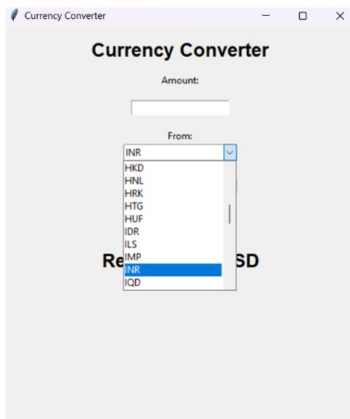 Currency Converter
Currency Converter
Amount:
From:
INR
HKD
HNL
HRK
HTG
HUF
IDR
ILS
IMP
INR
IQD
Re
SD